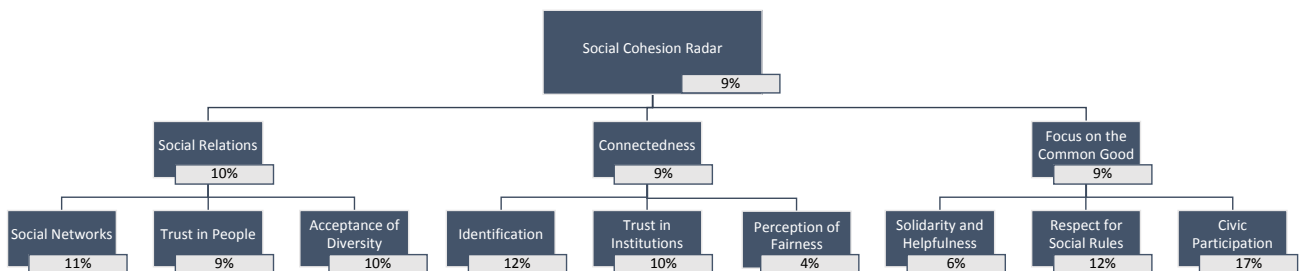 Social Cohesion Radar
9%
Social Relations
10%
Connectedness
9%
Focus on the
Common Good
9%
Social Networks
11%
Trust in People
9%
Acceptance of
Diversity
10%
Identification
12%
Trust in
Institutions
10%
Perception of
Fairness
4%
Solidarity and
Helpfulness
6%
Respect for
Social Rules
12%
Civic
Participation
17%